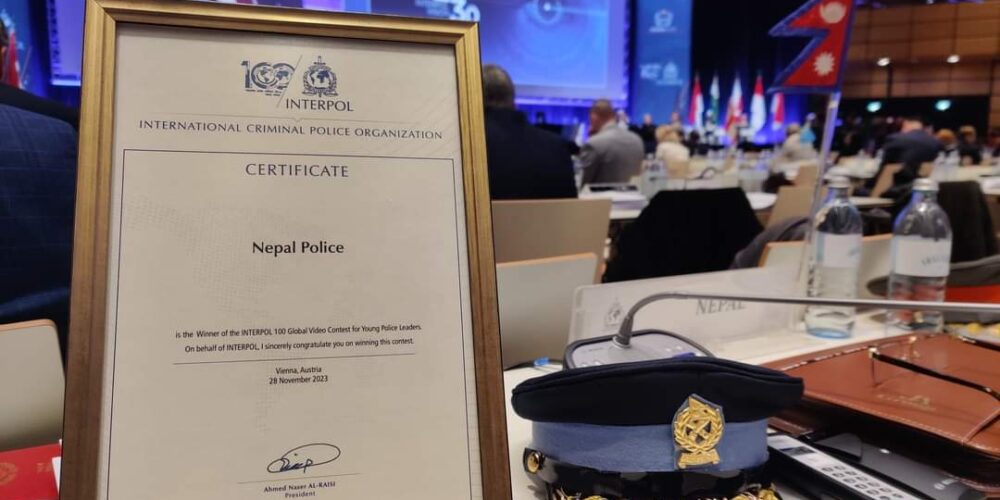 100
INTERPOL
INTERNATIONAL CRIMINAL POLICE ORGANIZATION
CERTIFICATE
Nepal Police
is the Winner of the INTERPOL 100 Global Video Contest for Young Police Leaders.
On behalf of INTERPOL, I sincerely congratulate you on winning this contest.
Vienna, Austria
28 November 2023
Ahmed Naser AL-RAISI
President
NEPAL